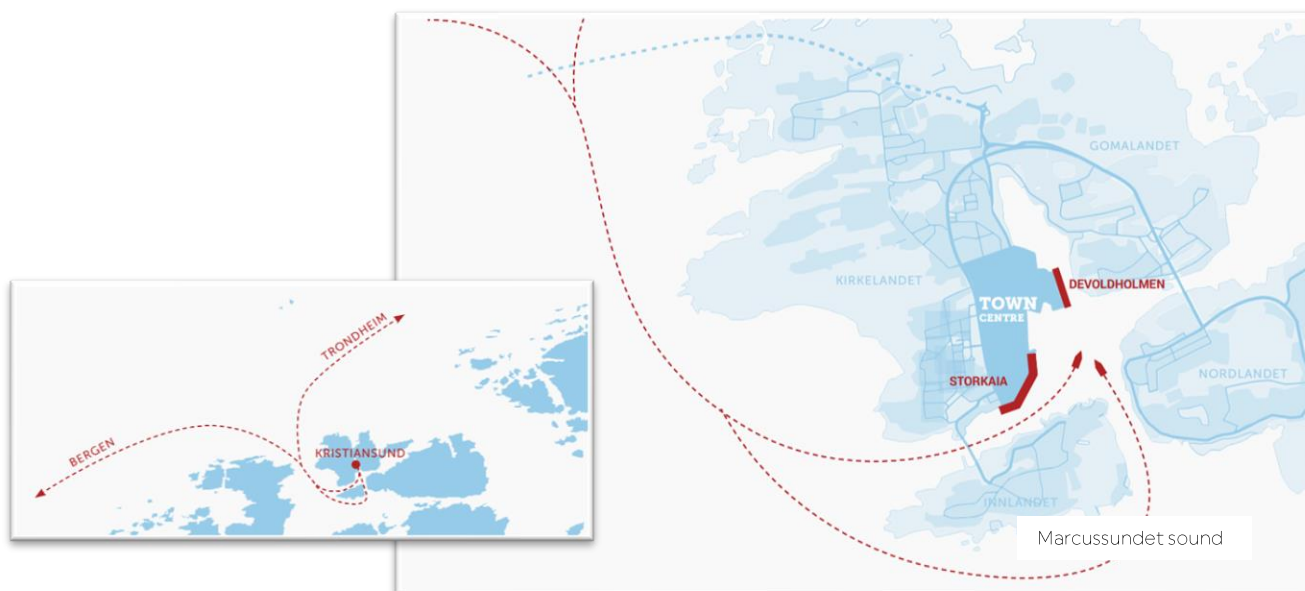 TRONDHEIM
BERGEN
KRISTIANSUND
GOMALANDET
KIRKELANDET
DEVOLDHOLMEN
TOWN
CENTRE
STORKAIA
NORDLANDET
INNLANDET
Marcussundet sound